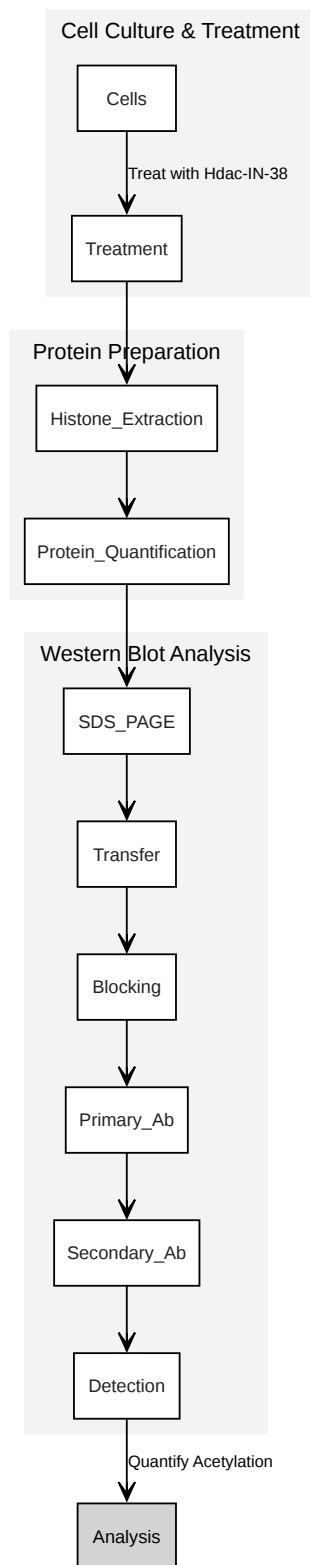 Cell Culture & Treatment
Cells
Treat with Hdac-IN-38
Treatment
Protein Preparation
Histone_Extraction
Protein_Quantification
Western Blot Analysis
SDS_PAGE
Transfer
Blocking
Primary_Ab
Secondary_Ab
Detection
Quantify Acetylation
Analysis